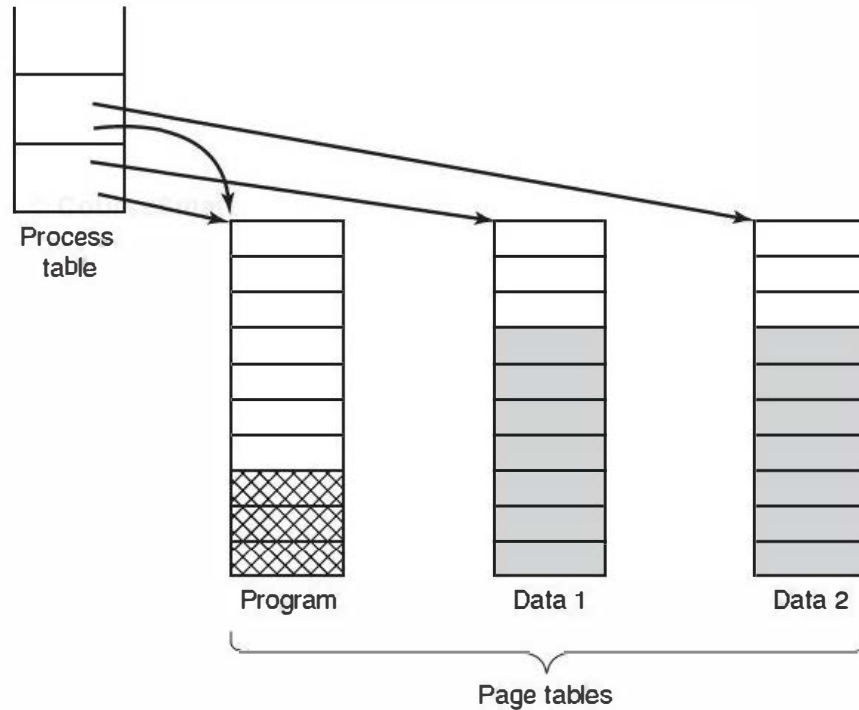 Process
table
Program
Data 1
Data 2
Page tables